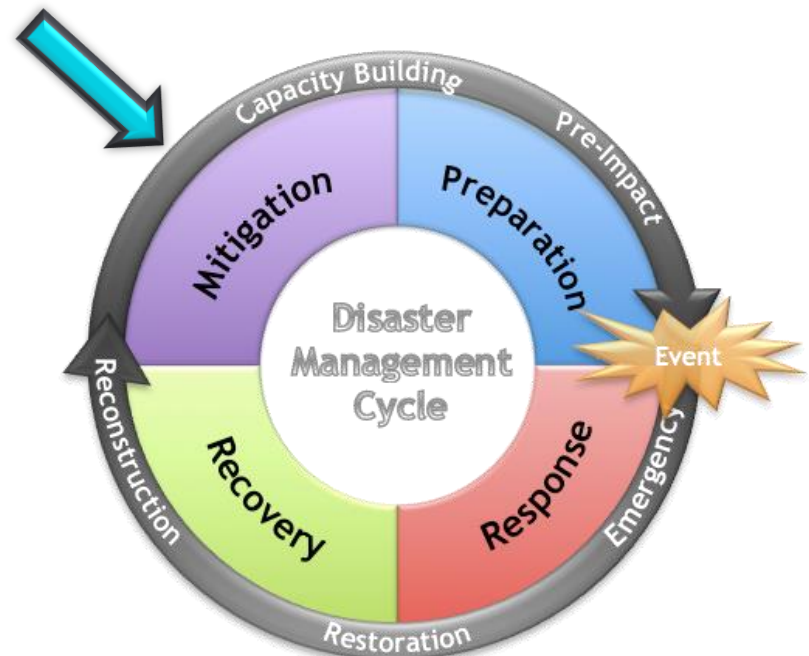 Capacity Building
Pre-Impact
Mitigation
Preparation
Disaster
Management
Cycle
Event
Reconstruction
Recovery
Response
Emergency
Restoration